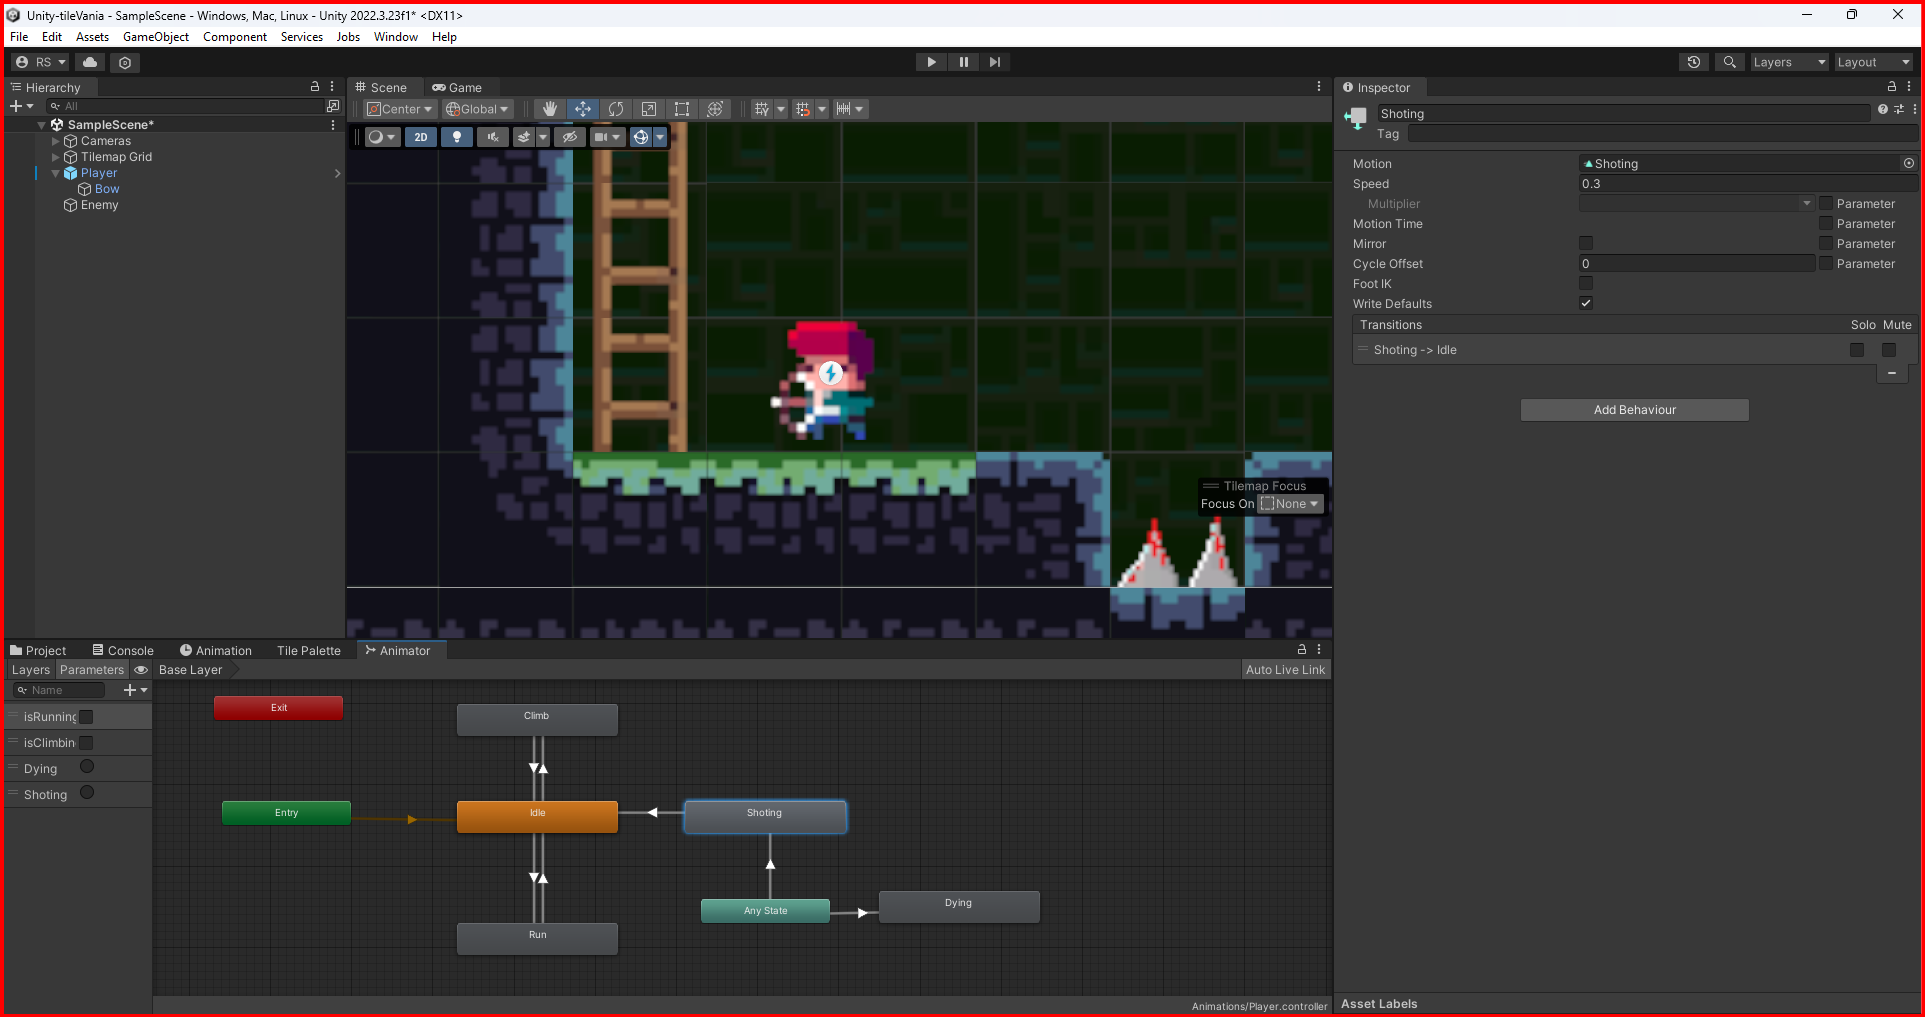 Unity-tileVania - SampleScene - Windows, Mac, Linux - Unity 2022.3.23f1* <DX11>
File Edit Assets GameObject Component Services Jobs Window Help
RS Layers Layout
Hierarchy
All
SampleScene*
Cameras
Tilemap Grid
Player
Bow
Enemy
Scene Game
Center Global
2D
Tilemap Focus
Focus On None
Inspector
Shoting
Tag
Motion Shoting
Speed 0.3
Multiplier Parameter
Motion Time Parameter
Mirror Parameter
Cycle Offset 0 Parameter
Foot IK
Write Defaults
Transitions Solo Mute
Shoting -> Idle
Add Behaviour
Asset Labels
Project Console Animation Tile Palette Animator
Layers Parameters Base Layer Auto Live Link
Name
isRunning
isClimbin
Dying
Shoting
Exit
Climb
Entry
Idle
Shoting
Any State
Dying
Run
Animations/Player.controller